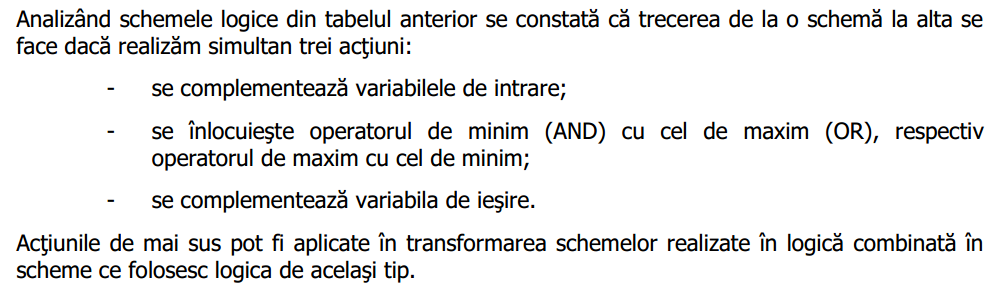 Analizând schemele logice din tabelul anterior se constată că trecerea de la o schemă la alta se
face dacă realizăm simultan trei acţiuni:
- se complementează variabilele de intrare;
- se înlocuieşte operatorul de minim (AND) cu cel de maxim (OR), respectiv
operatorul de maxim cu cel de minim;
- se complementează variabila de ieşire.
Acţiunile de mai sus pot fi aplicate în transformarea schemelor realizate în logică combinată în
scheme ce folosesc logica de acelaşi tip.